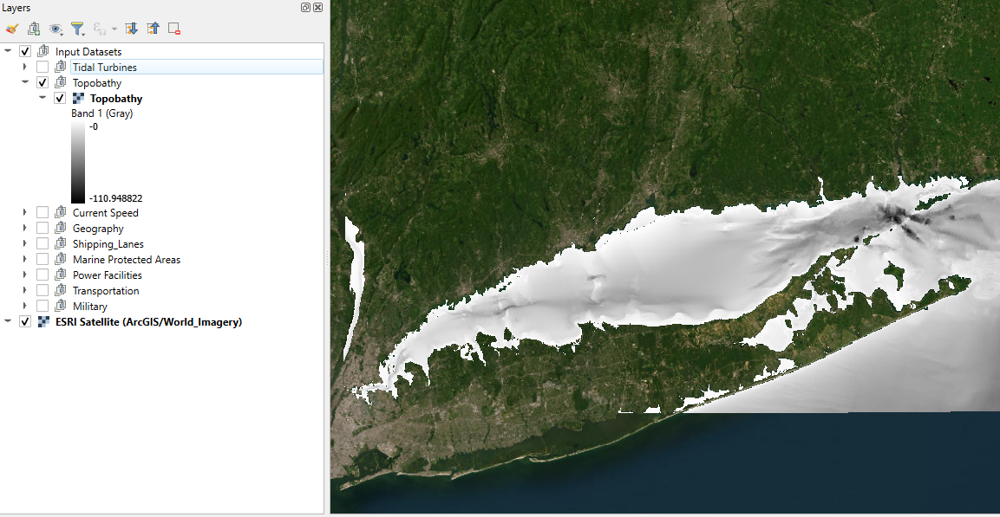 Layers
Input Datasets
Tidal Turbines
Topobathy
Topobathy
Band 1 (Gray)
-0
-110.948822
Current Speed
Geography
Shipping_Lanes
Marine Protected Areas
Power Facilities
Transportation
Military
ESRI Satellite (ArcGIS/World_Imagery)